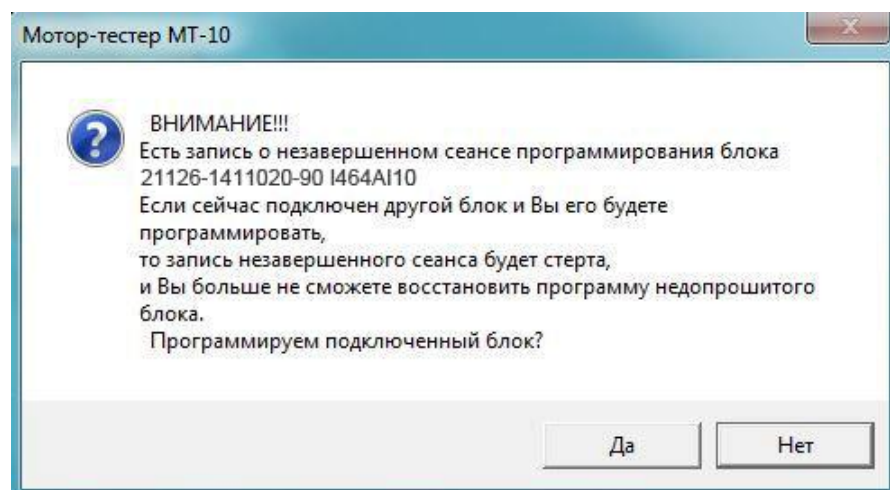 Мотор-тестер МТ-10
ВНИМАНИЕ!!!
Есть запись о незавершенном сеансе программирования блока
21126-1411020-90 I464AI10
Если сейчас подключен другой блок и Вы его будете
программировать,
то запись незавершенного сеанса будет стерта,
и Вы больше не сможете восстановить программу недопрошитого
блока.
Программируем подключенный блок?
Да
Нет